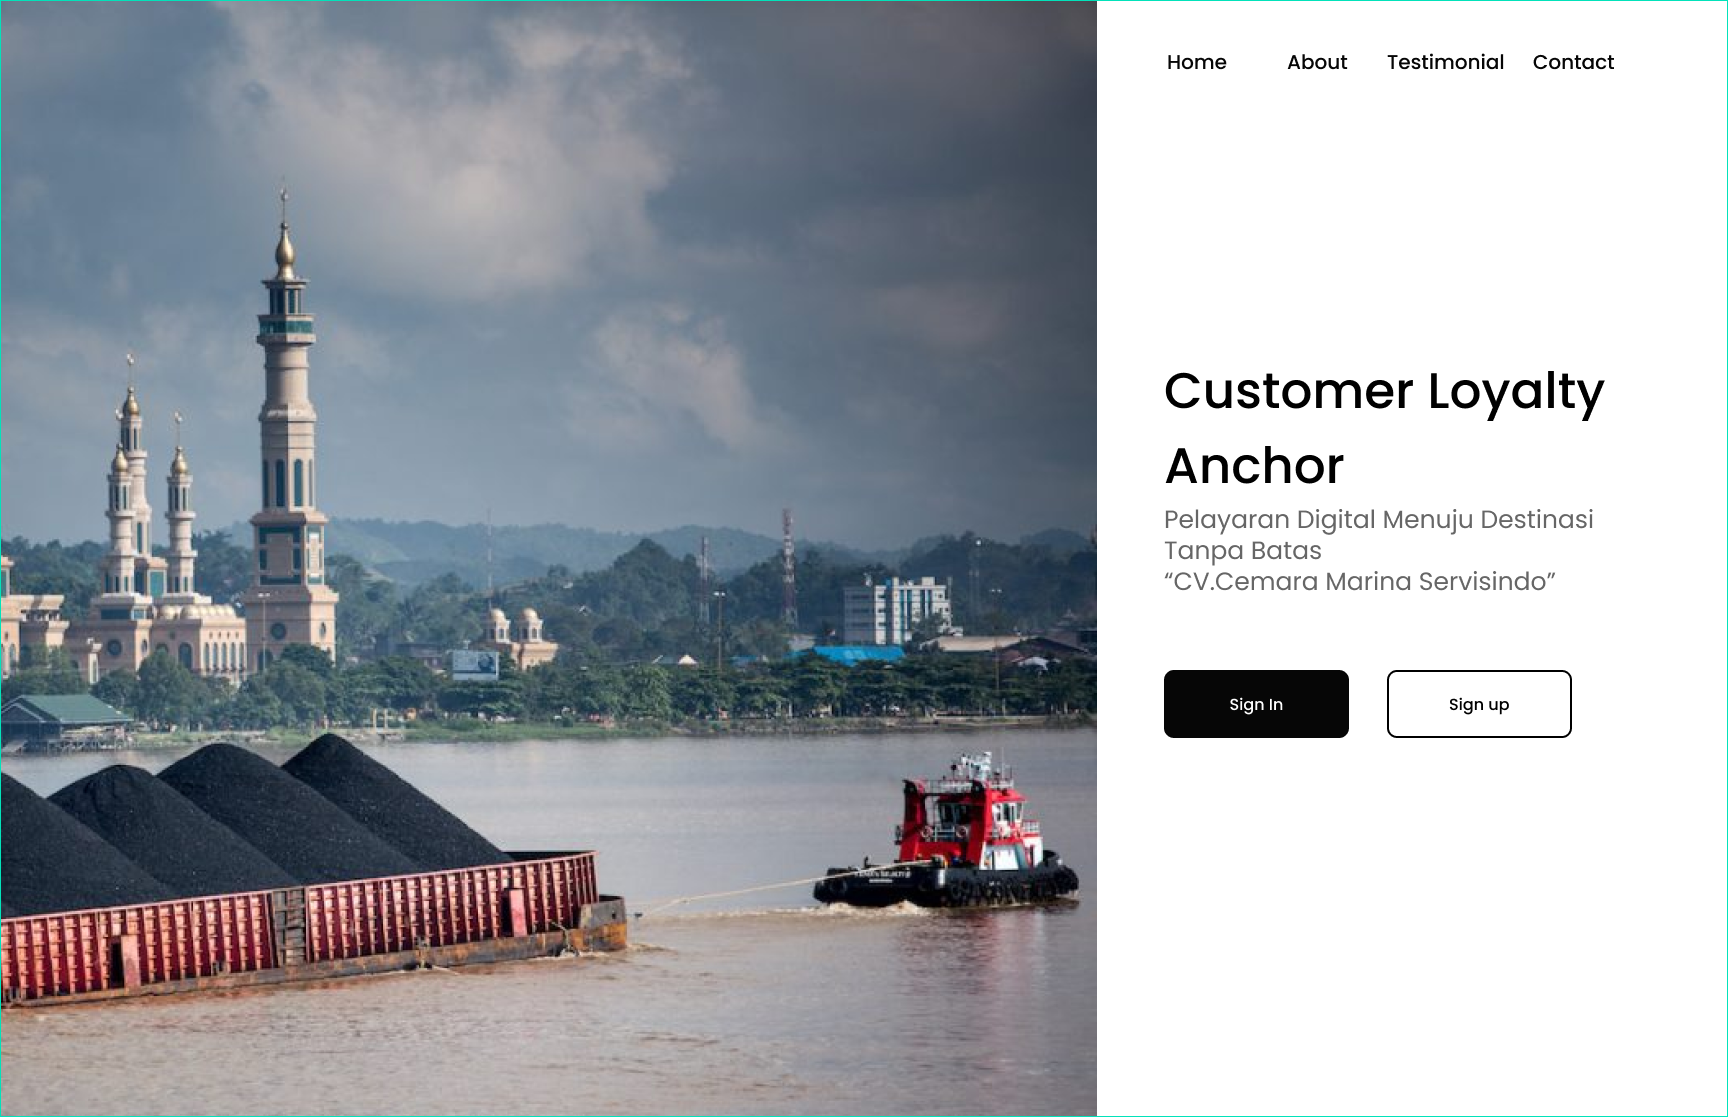 Home About Testimonial Contact
Customer Loyalty
Anchor
Pelayaran Digital Menuju Destinasi
Tanpa Batas
“CV.Cemara Marina Servisindo”
Sign In Sign up